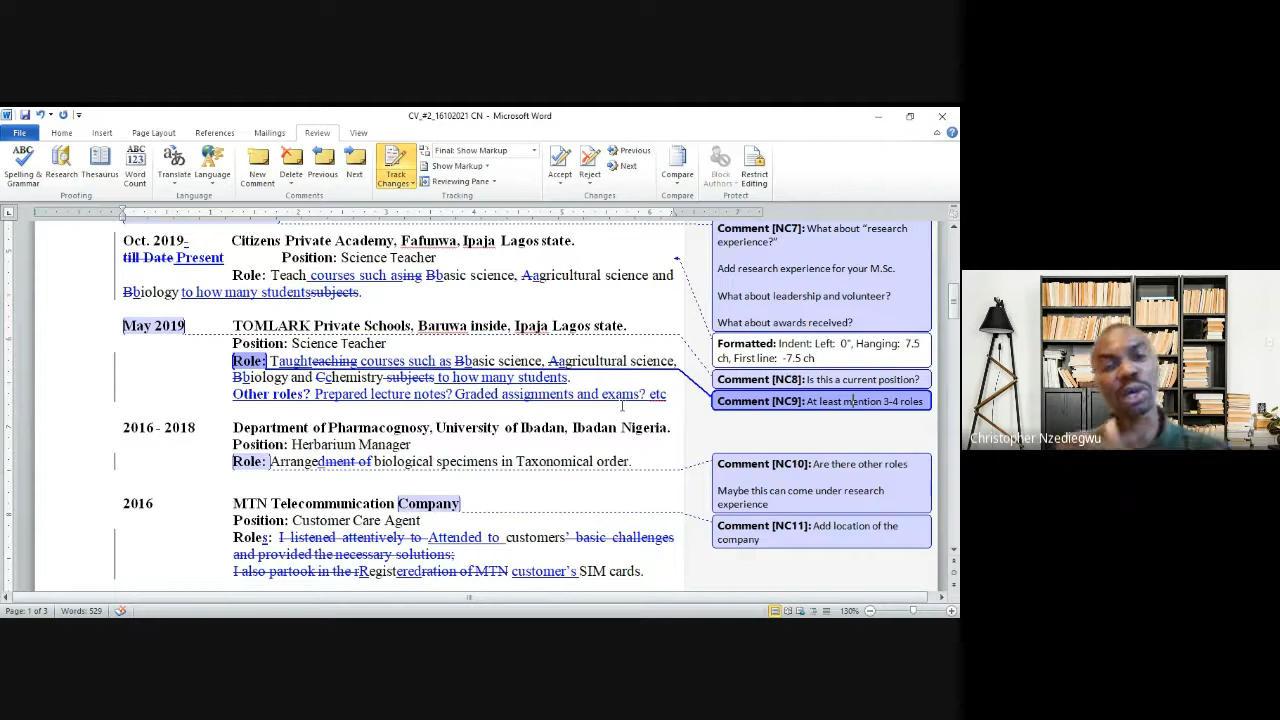 CV_#2_16102021 CN - Microsoft Word
File Home Insert Page Layout References Mailings Review View
Spelling & Grammar Research Thesaurus Word Count Translate Language New Comment Delete Previous Next Track Changes Final: Show Markup Show Markup Reviewing Pane Accept Reject Previous Next Compare Block Authors Restrict Editing
Proofing Language Comments Tracking Changes Compare Protect
1 2 3 4 5 6 7
Oct. 2019- Citizens Private Academy, Fafunwa, Ipaja Lagos state.
till Date Present Position: Science Teacher
Role: Teach courses such asing Bbasic science, Aagricultural science and
Bbiology to how many studentssubjects.
May 2019 TOMLARK Private Schools, Baruwa inside, Ipaja Lagos state.
Position: Science Teacher
Role: Taughteaching courses such as Bbasic science, Aagricultural science,
Bbiology and Cchemistry subjects to how many students.
Other roles? Prepared lecture notes? Graded assignments and exams? etc
2016 - 2018 Department of Pharmacognosy, University of Ibadan, Ibadan Nigeria.
Position: Herbarium Manager
Role: Arrangedment of biological specimens in Taxonomical order.
2016 MTN Telecommunication Company
Position: Customer Care Agent
Roles: I listened attentively to Attended to customers' basic challenges
and provided the necessary solutions;
I also partook in the rRegisteredration of MTN customer's SIM cards.
Comment [NC7]: What about "research
experience?"
Add research experience for your M.Sc.
What about leadership and volunteer?
What about awards received?
Formatted: Indent: Left: 0", Hanging: 7.5
ch, First line: -7.5 ch
Comment [NC8]: Is this a current position?
Comment [NC9]: At least mention 3-4 roles
Comment [NC10]: Are there other roles
Maybe this can come under research
experience
Comment [NC11]: Add location of the
company
Page: 1 of 3 Words: 529 130%
Christopher Nzediegwu